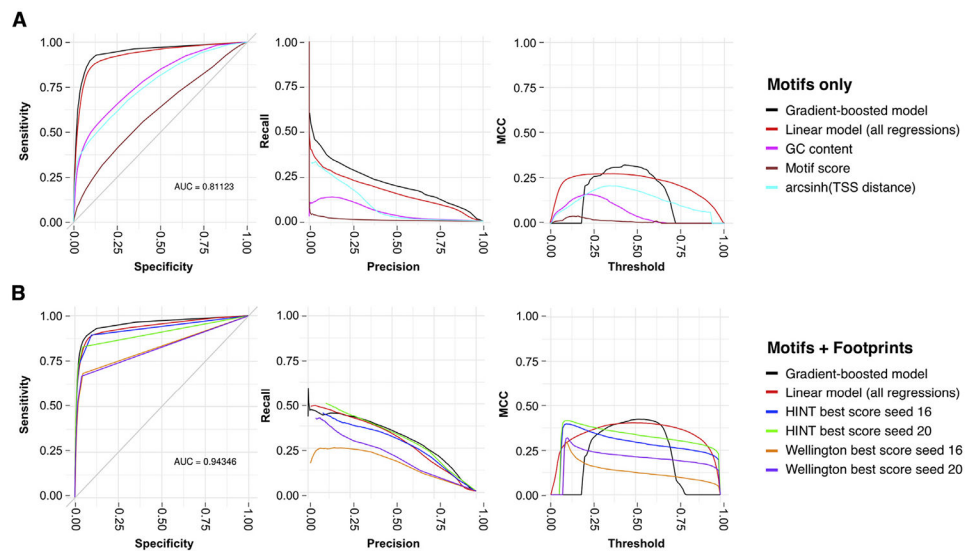 A
1.00
0.75
0.50
0.25
0.00
Sensitivity
AUC = 0.81123
0.00
0.25
0.50
0.75
1.00
Specificity
1.00
0.75
0.50
0.25
0.00
Recall
0.00
0.25
0.50
0.75
1.00
Precision
1.00
0.75
0.50
0.25
0.00
MCC
0.00
0.25
0.50
0.75
1.00
Threshold
Motifs only
Gradient-boosted model
Linear model (all regressions)
GC content
Motif score
arcsinh(TSS distance)
B
1.00
0.75
0.50
0.25
0.00
Sensitivity
AUC = 0.94346
0.00
0.25
0.50
0.75
1.00
Specificity
1.00
0.75
0.50
0.25
0.00
Recall
0.00
0.25
0.50
0.75
1.00
Precision
1.00
0.75
0.50
0.25
0.00
MCC
0.00
0.25
0.50
0.75
1.00
Threshold
Motifs + Footprints
Gradient-boosted model
Linear model (all regressions)
HINT best score seed 16
HINT best score seed 20
Wellington best score seed 16
Wellington best score seed 20